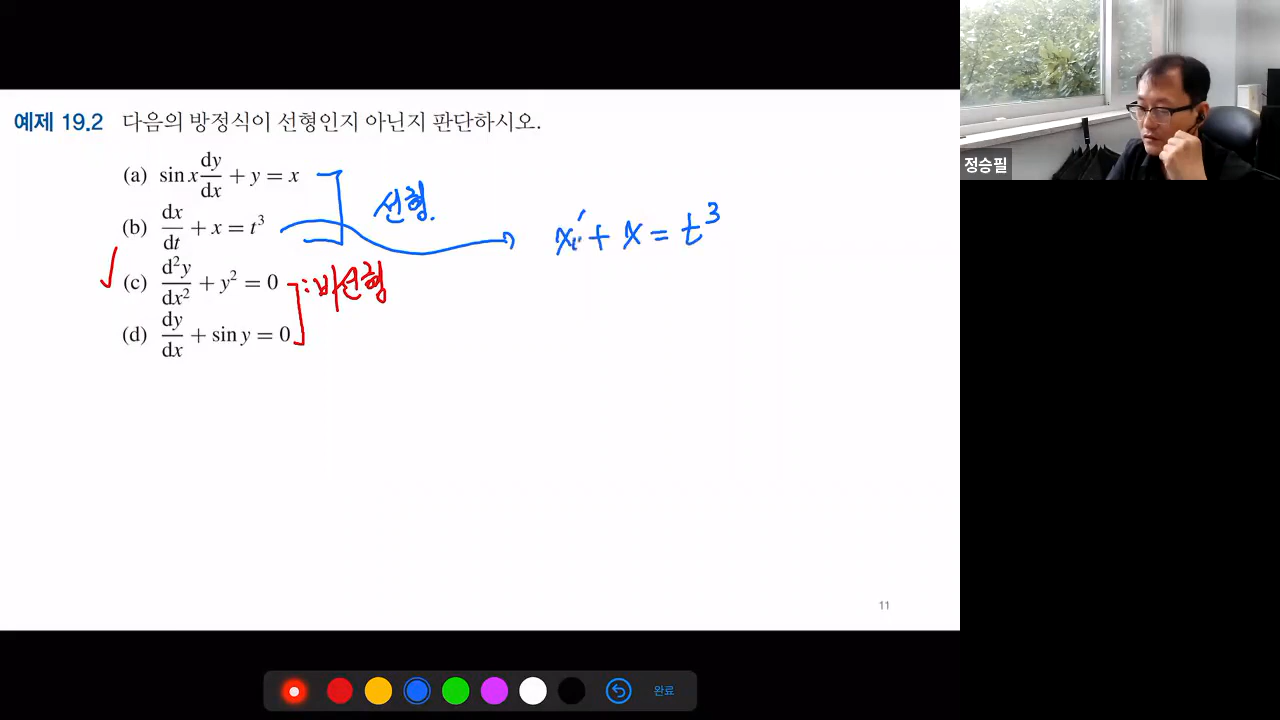 예제 19.2 다음의 방정식이 선형인지 아닌지 판단하시오.
(a) sin x dy/dx + y = x
(b) dx/dt + x = t³
(c) d²y/dx² + y² = 0
(d) dy/dx + sin y = 0
선형.
x' + x = t³
: 비선형
11
정승필
완료